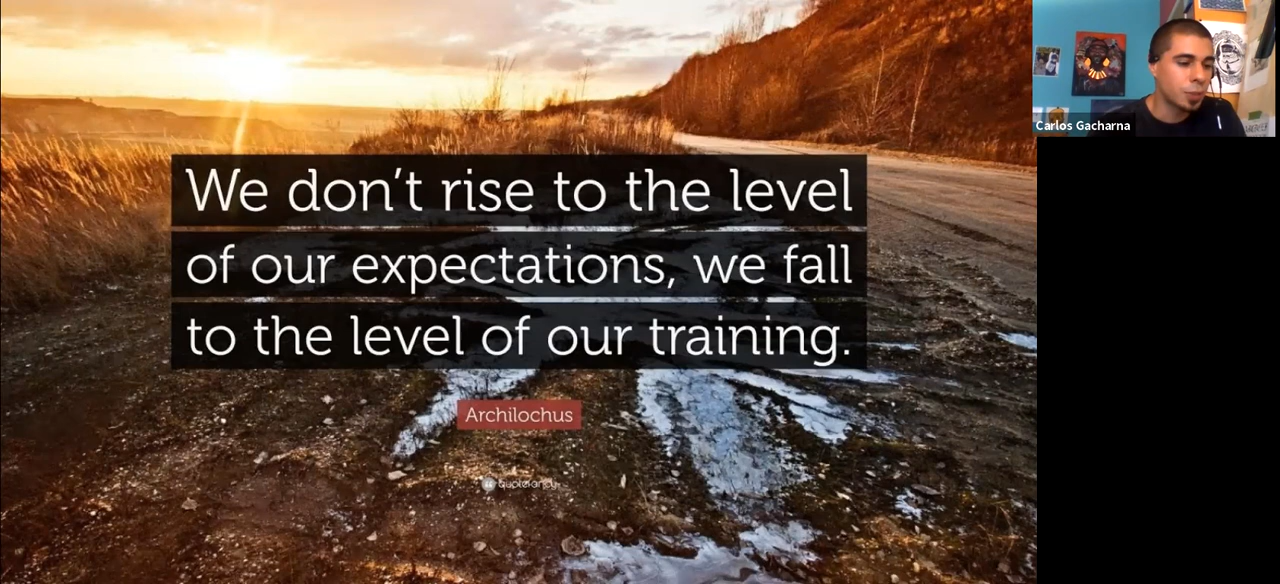 We don’t rise to the level
of our expectations, we fall
to the level of our training.
Archilochus
quotefancy
Carlos Gacharna